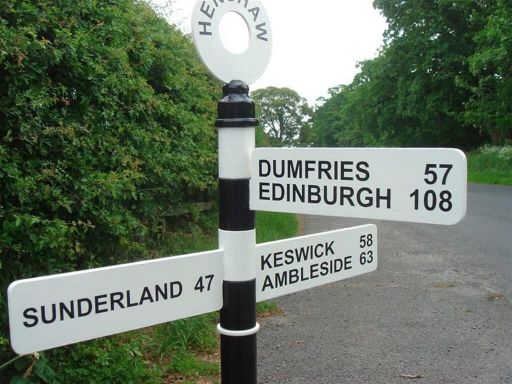 HENSHAW
DUMFRIES 57
EDINBURGH 108
KESWICK 58
AMBLESIDE 63
SUNDERLAND 47